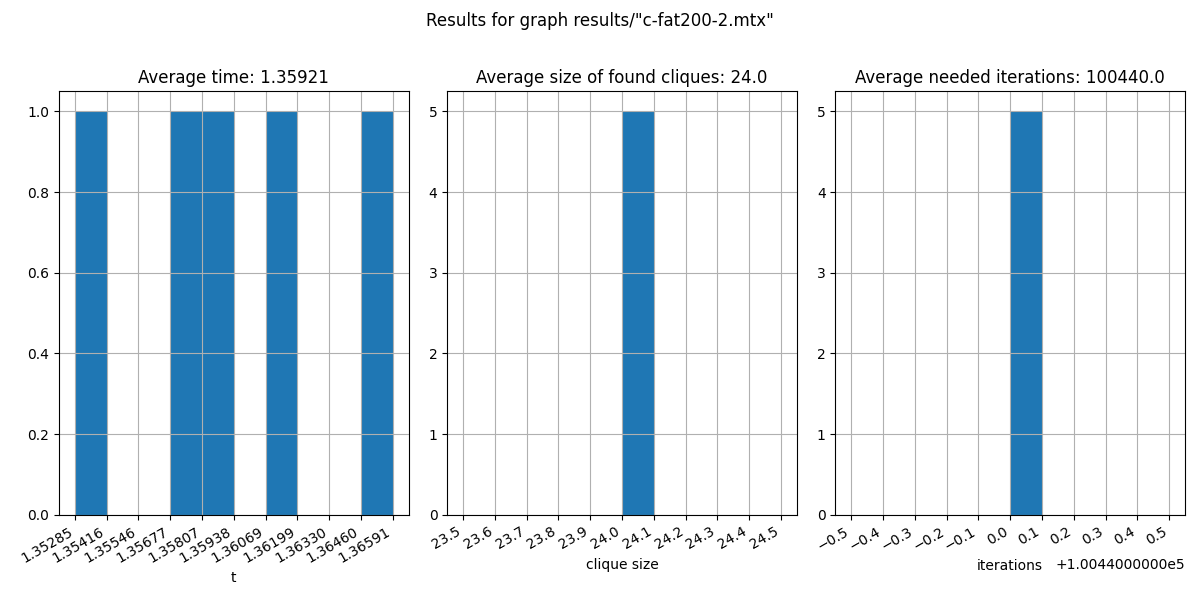 Results for graph results/"c-fat200-2.mtx"
Average time: 1.35921
1.0
0.8
0.6
0.4
0.2
0.0
1.35285 1.35416 1.35546 1.35677 1.35807 1.35938 1.36069 1.36199 1.36330 1.36460 1.36591
t
Average size of found cliques: 24.0
5
4
3
2
1
0
23.5 23.6 23.7 23.8 23.9 24.0 24.1 24.2 24.3 24.4 24.5
clique size
Average needed iterations: 100440.0
5
4
3
2
1
0
−0.5 −0.4 −0.3 −0.2 −0.1 0.0 0.1 0.2 0.3 0.4 0.5
iterations +1.0044000000e5